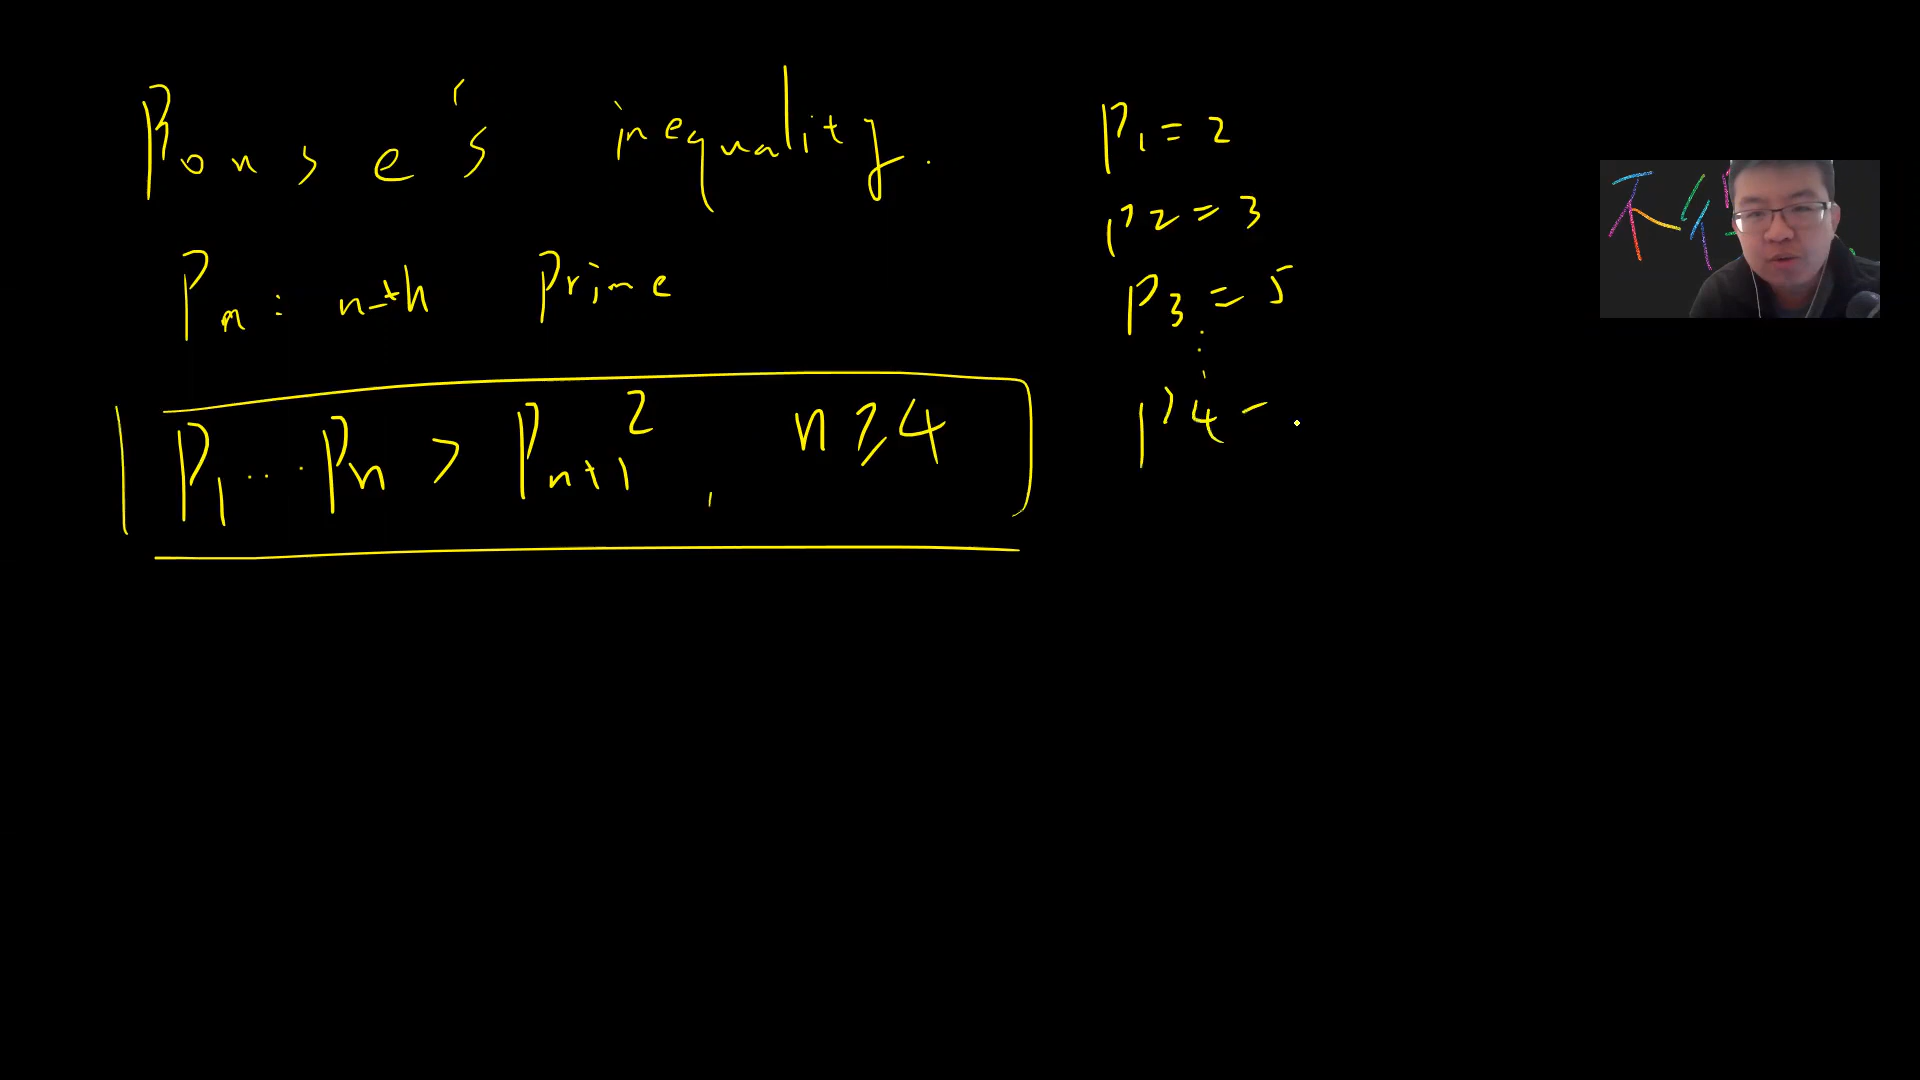 Bonse's inequality.
Pn : n-th Prime
P1 ... Pn > Pn+1², n ≥ 4
P1 = 2
P2 = 3
P3 = 5
⋮
P4 -